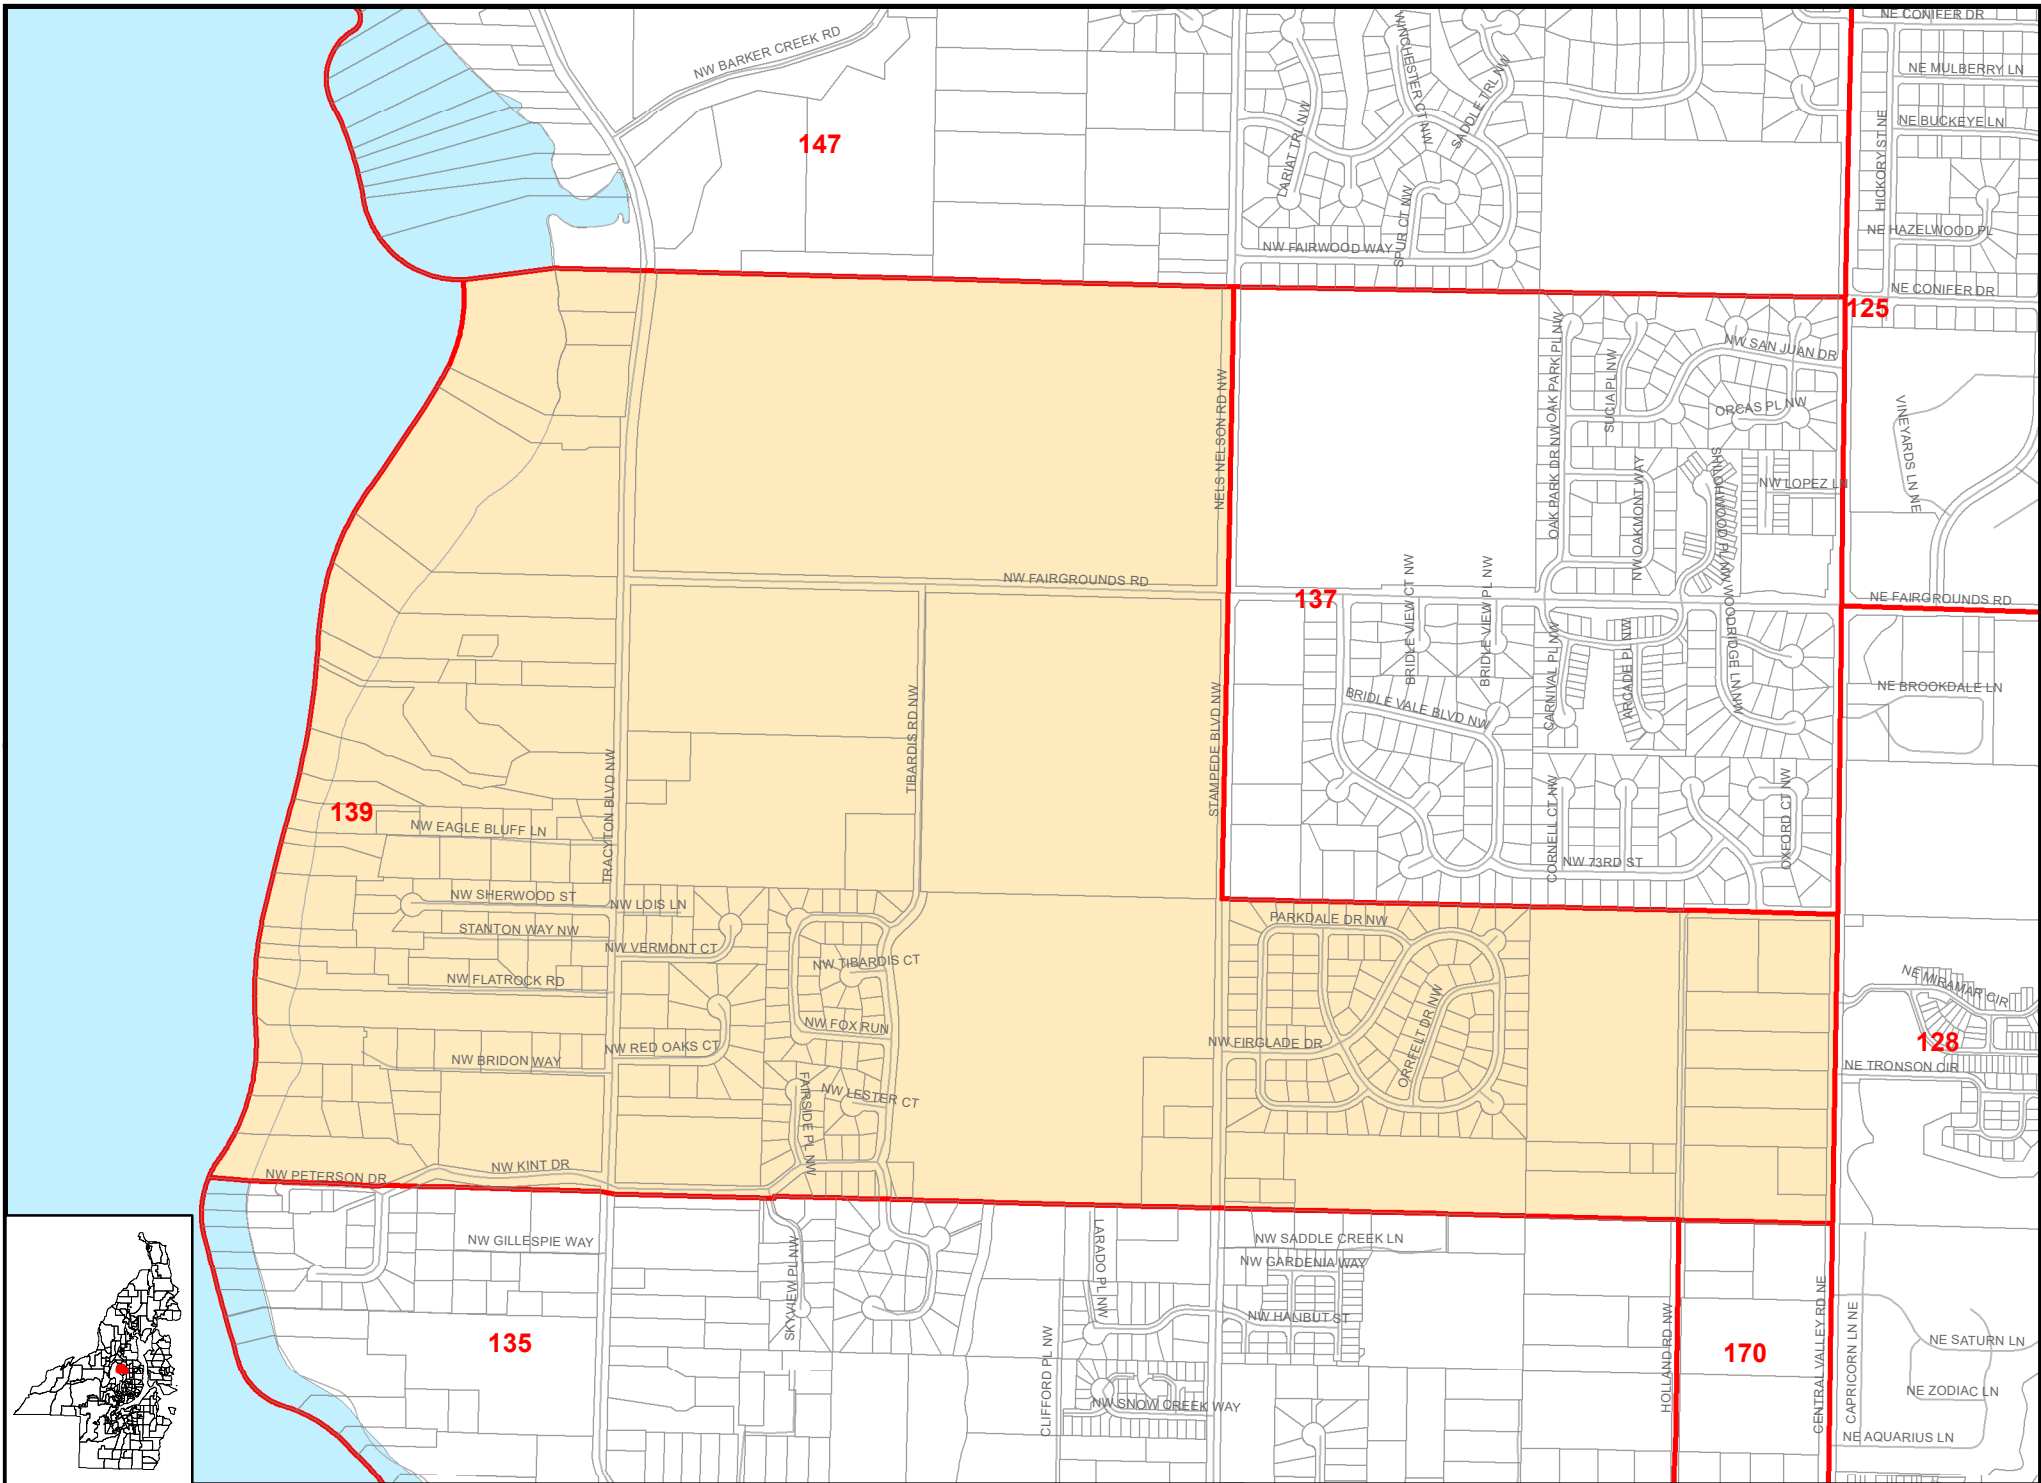 NE CONIFER DR
NW BARKER CREEK RD
WINCHESTER CT NW
SADDLE TRL NW
NE MULBERRY LN
147
LARIAT TRL NW
HICKORY ST NE
NE BUCKEYE LN
SPUR CT NW
NW FAIRWOOD WAY
NE HAZELWOOD PL
NE CONIFER DR
125
NELS NELSON RD NW
OAK PARK PL NW
OAK PARK DR NW
SUCIA PL NW
NW SAN JUAN DR
ORCAS PL NW
VINEYARDS LN NE
NW OAKMONT WAY
SHILOHWOOD PL NW
NW LOPEZ LN
NW FAIRGROUNDS RD
137
BRIDLE VIEW CT NW
BRIDLE VIEW PL NW
NE FAIRGROUNDS RD
CARNIVAL PL NW
ARCADE PL NW
WOODRIDGE LN NW
BRIDLE VALE BLVD NW
NE BROOKDALE LN
TIBARDIS RD NW
STAMPEDE BLVD NW
TRACYTON BLVD NW
139
NW EAGLE BLUFF LN
CORNELL CT NW
NW 73RD ST
OXFORD CT NW
NW SHERWOOD ST
NW LOIS LN
STANTON WAY NW
NW VERMONT CT
PARKDALE DR NW
NW TIBARDIS CT
NW FLATROCK RD
NE MIRAMAR CIR
ORRFELT DR NW
NW FOX RUN
NW RED OAKS CT
NW FIRGLADE DR
128
NW BRIDON WAY
NE TRONSON CIR
FAIRSIDE PL NW
NW LESTER CT
NW PETERSON DR
NW KINT DR
NW GILLESPIE WAY
SKYVIEW PL NW
LARADO PL NW
NW SADDLE CREEK LN
NW GARDENIA WAY
NW HALIBUT ST
135
CLIFFORD PL NW
NW SNOW CREEK WAY
HOLLAND RD NW
170
CENTRAL VALLEY RD NE
CAPRICORN LN NE
NE SATURN LN
NE ZODIAC LN
NE AQUARIUS LN